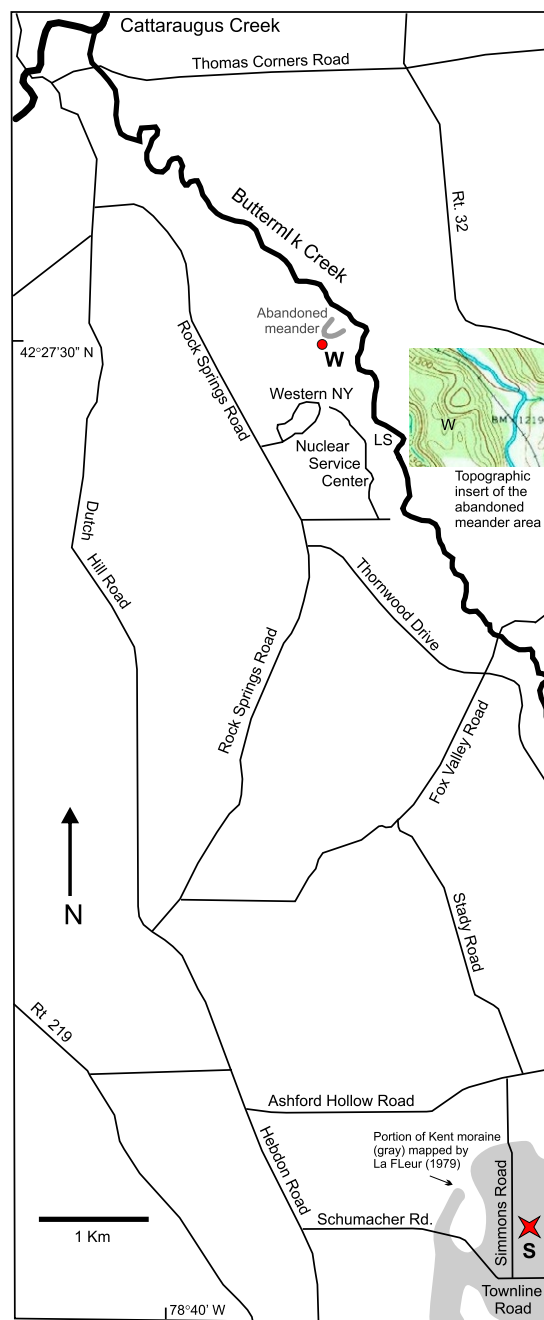 Cattaraugus Creek
Thomas Corners Road
Rt. 32
Butterml k Creek
Abandoned
meander
W
42°27'30" N
Rock Springs Road
Western NY
Nuclear
Service
Center
LS
W
BM
1219
Topographic
insert of the
abandoned
meander area
Dutch
Hill Road
Thornwood Drive
Rock Springs Road
Fox Valley Road
N
Stady Road
Rt. 219
Ashford Hollow Road
Hebdon Road
Portion of Kent moraine
(gray) mapped by
La FLeur (1979)
Simmons Road
Schumacher Rd.
S
1 Km
Townline
Road
78°40' W